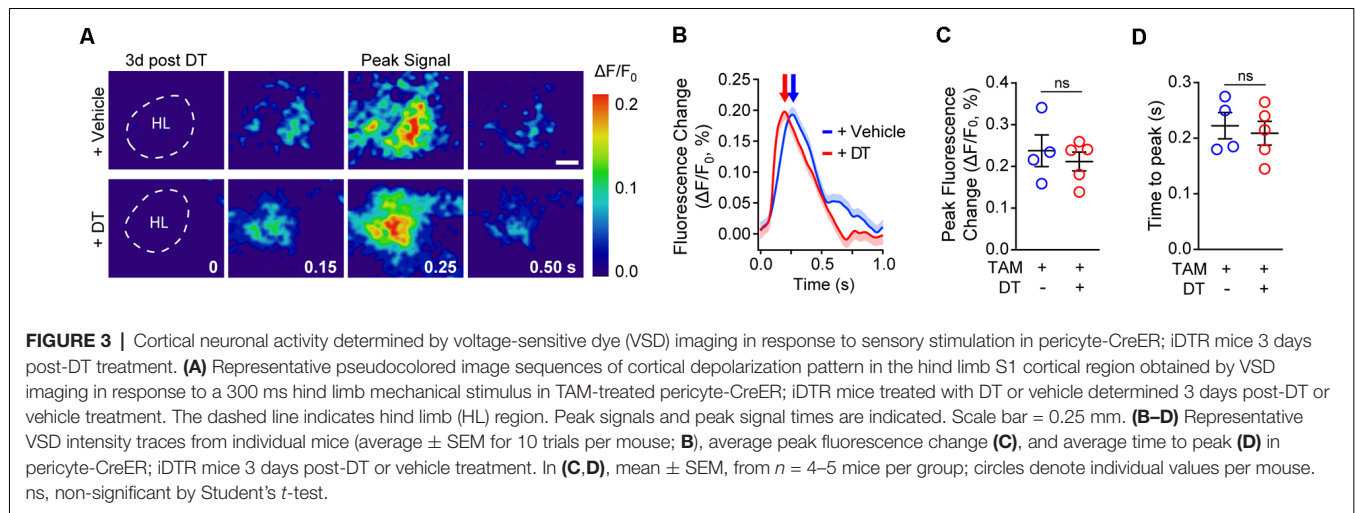 A
3d post DT
Peak Signal
ΔF/F0
+ Vehicle
HL
0.2
0.1
0.0
+ DT
HL
0
0.15
0.25
0.50 s
B
Fluorescence Change
(ΔF/F0, %)
0.25
0.20
0.15
0.10
0.05
0.00
+ Vehicle
+ DT
0.0
0.5
1.0
Time (s)
C
Peak Fluorescence
Change (ΔF/F0, %)
0.4
0.3
0.2
0.1
0.0
ns
TAM + +
DT - +
D
Time to peak (s)
0.3
0.2
0.1
0.0
ns
TAM + +
DT - +
FIGURE 3 | Cortical neuronal activity determined by voltage-sensitive dye (VSD) imaging in response to sensory stimulation in pericyte-CreER; iDTR mice 3 days
post-DT treatment. (A) Representative pseudocolored image sequences of cortical depolarization pattern in the hind limb S1 cortical region obtained by VSD
imaging in response to a 300 ms hind limb mechanical stimulus in TAM-treated pericyte-CreER; iDTR mice treated with DT or vehicle determined 3 days post-DT or
vehicle treatment. The dashed line indicates hind limb (HL) region. Peak signals and peak signal times are indicated. Scale bar = 0.25 mm. (B–D) Representative
VSD intensity traces from individual mice (average ± SEM for 10 trials per mouse; B), average peak fluorescence change (C), and average time to peak (D) in
pericyte-CreER; iDTR mice 3 days post-DT or vehicle treatment. In (C,D), mean ± SEM, from n = 4–5 mice per group; circles denote individual values per mouse.
ns, non-significant by Student's t-test.